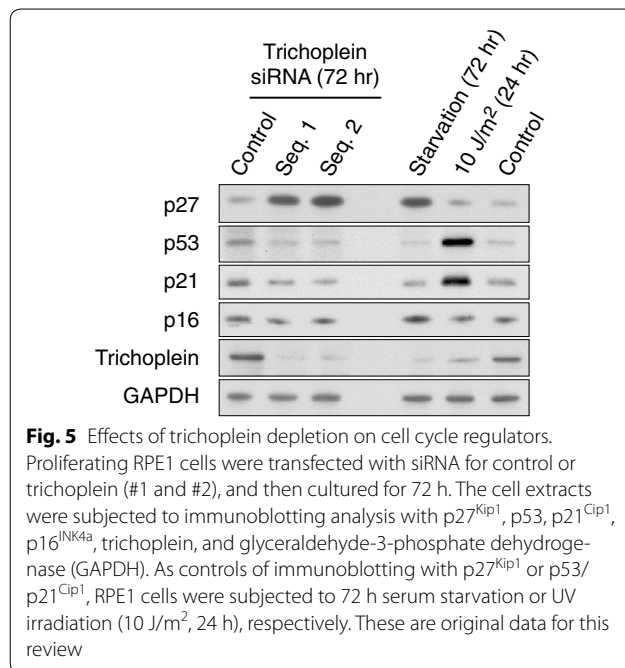 Trichoplein
siRNA (72 hr)
Control
Seq. 1
Seq. 2
Starvation (72 hr)
10 J/m² (24 hr)
Control
p27
p53
p21
p16
Trichoplein
GAPDH
Fig. 5 Effects of trichoplein depletion on cell cycle regulators.
Proliferating RPE1 cells were transfected with siRNA for control or
trichoplein (#1 and #2), and then cultured for 72 h. The cell extracts
were subjected to immunoblotting analysis with p27Kip1, p53, p21Cip1,
p16INK4a, trichoplein, and glyceraldehyde-3-phosphate dehydroge-
nase (GAPDH). As controls of immunoblotting with p27Kip1 or p53/
p21Cip1, RPE1 cells were subjected to 72 h serum starvation or UV
irradiation (10 J/m², 24 h), respectively. These are original data for this
review